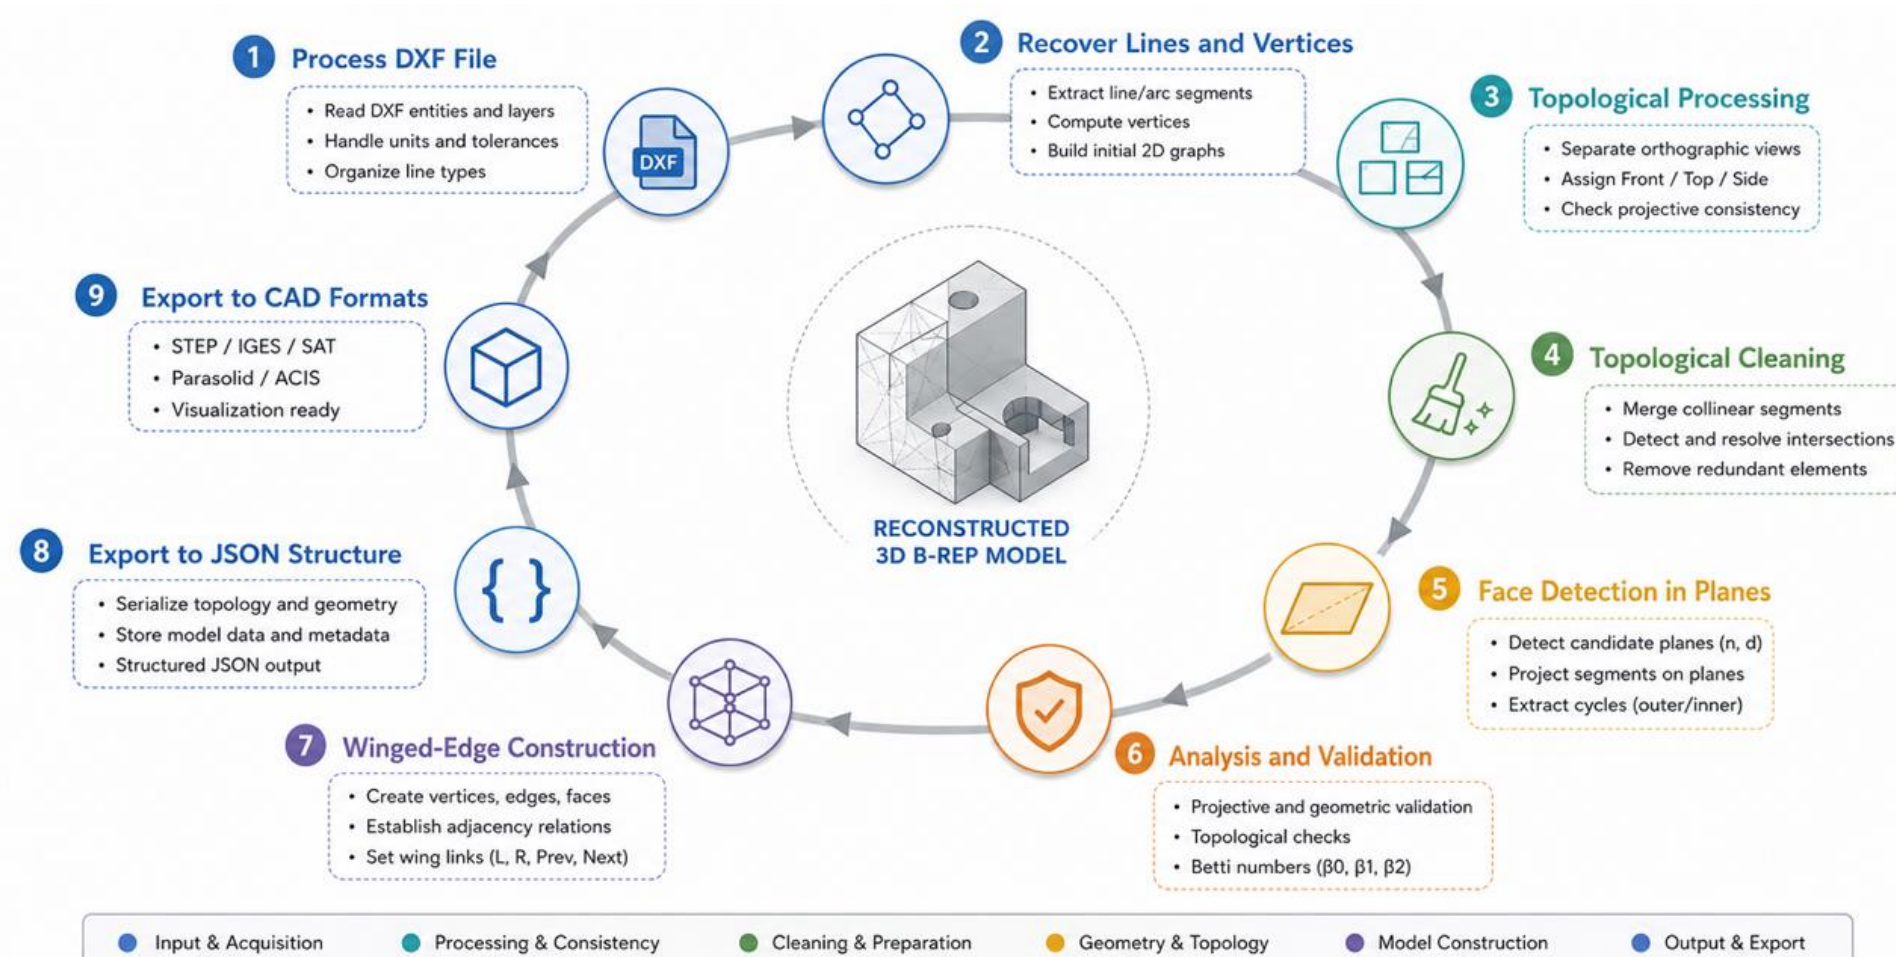 1 Process DXF File
• Read DXF entities and layers
• Handle units and tolerances
• Organize line types
DXF
2 Recover Lines and Vertices
• Extract line/arc segments
• Compute vertices
• Build initial 2D graphs
3 Topological Processing
• Separate orthographic views
• Assign Front / Top / Side
• Check projective consistency
4 Topological Cleaning
• Merge collinear segments
• Detect and resolve intersections
• Remove redundant elements
5 Face Detection in Planes
• Detect candidate planes (n, d)
• Project segments on planes
• Extract cycles (outer/inner)
6 Analysis and Validation
• Projective and geometric validation
• Topological checks
• Betti numbers (β0, β1, β2)
7 Winged-Edge Construction
• Create vertices, edges, faces
• Establish adjacency relations
• Set wing links (L, R, Prev, Next)
8 Export to JSON Structure
• Serialize topology and geometry
• Store model data and metadata
• Structured JSON output
{ }
9 Export to CAD Formats
• STEP / IGES / SAT
• Parasolid / ACIS
• Visualization ready
RECONSTRUCTED
3D B-REP MODEL
Input & Acquisition
Processing & Consistency
Cleaning & Preparation
Geometry & Topology
Model Construction
Output & Export